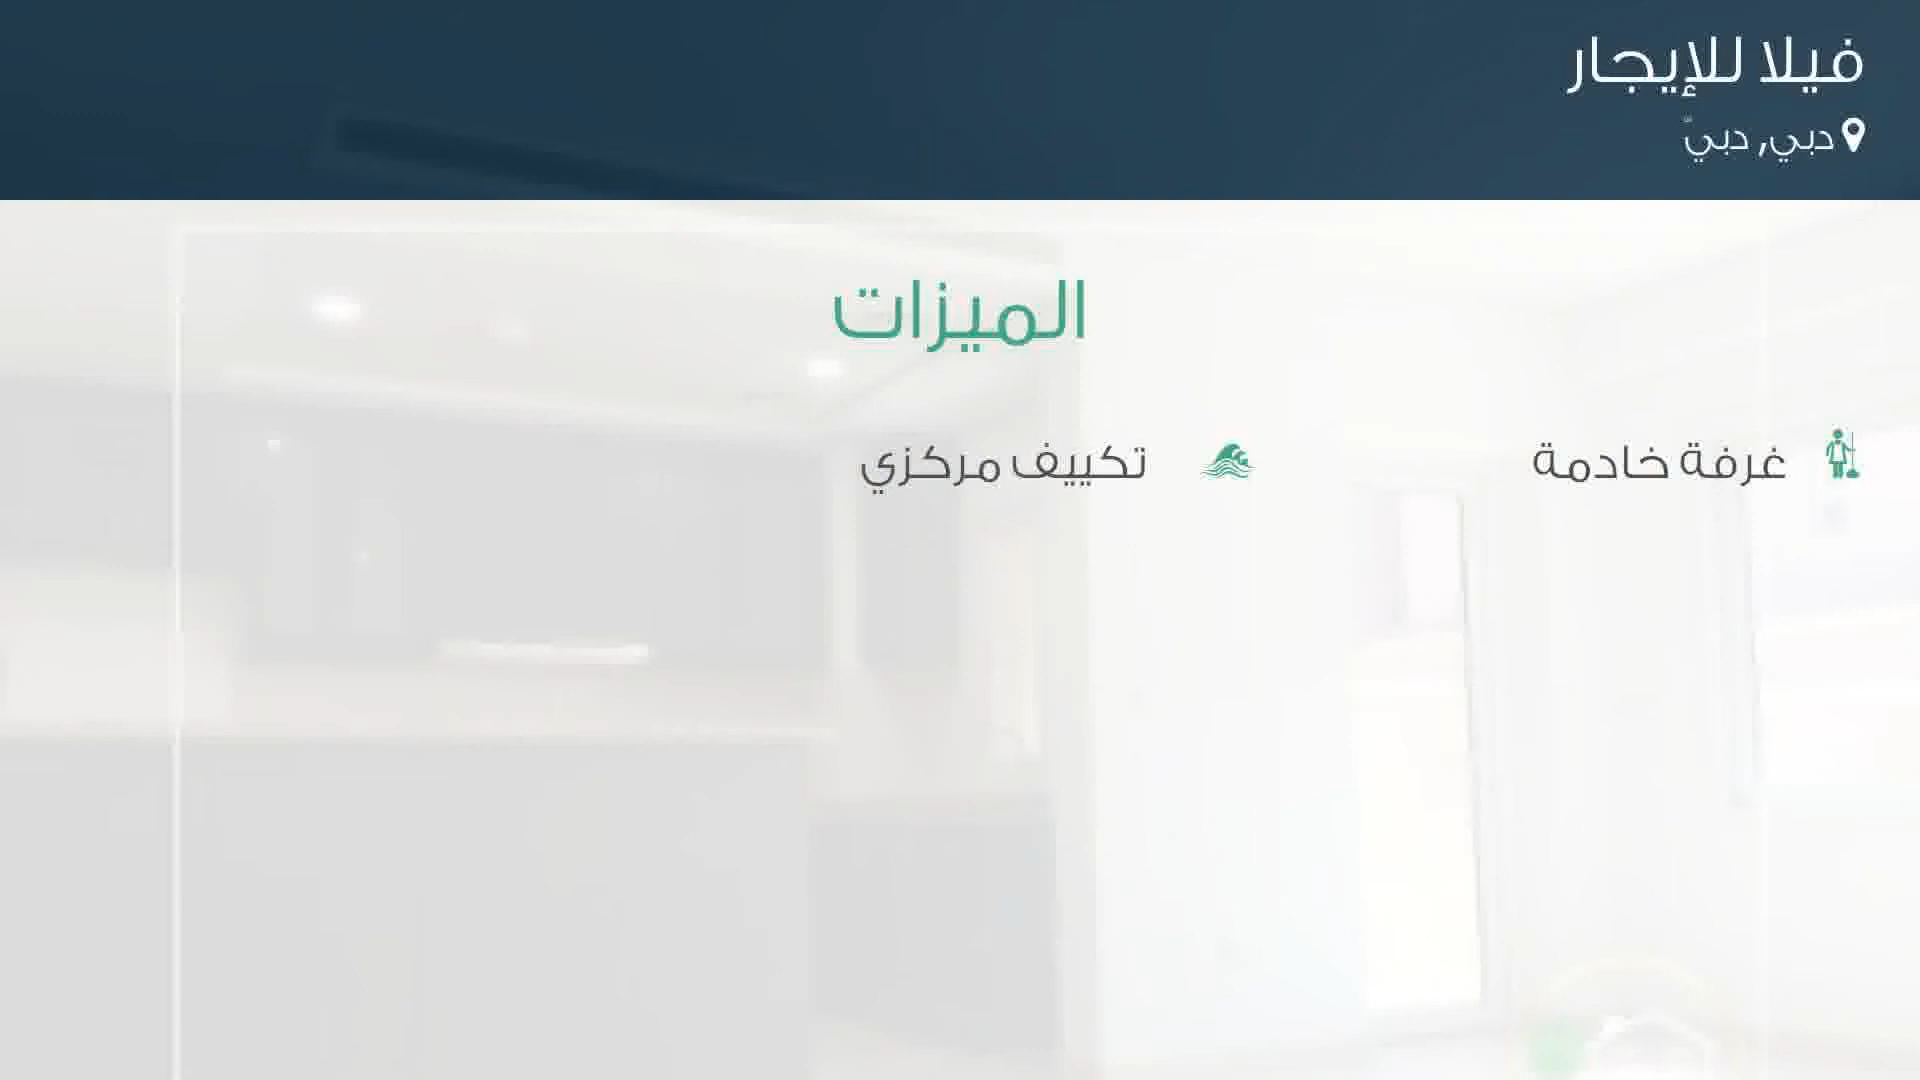 فيلا للإيجار
دبي, دبيّ
الميزات
غرفة خادمة
تكييف مركزي